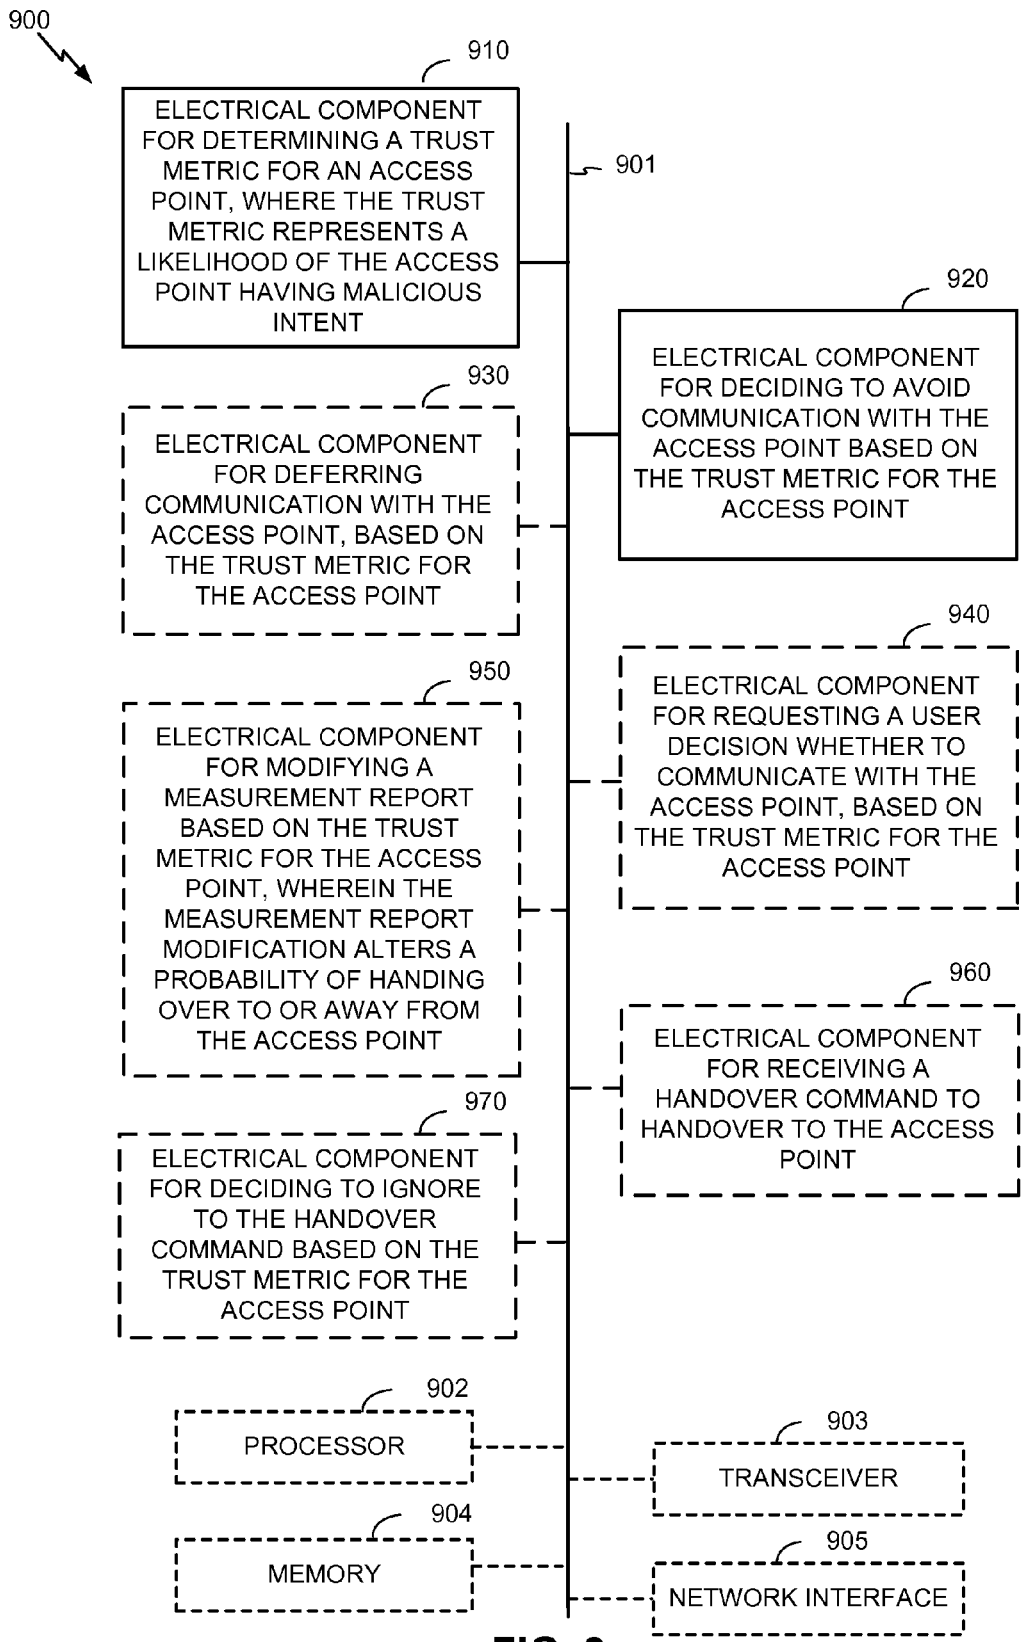 900
910
ELECTRICAL COMPONENT
FOR DETERMINING A TRUST
METRIC FOR AN ACCESS
POINT, WHERE THE TRUST
METRIC REPRESENTS A
LIKELIHOOD OF THE ACCESS
POINT HAVING MALICIOUS
INTENT
901
920
ELECTRICAL COMPONENT
FOR DECIDING TO AVOID
COMMUNICATION WITH THE
ACCESS POINT BASED ON
THE TRUST METRIC FOR THE
ACCESS POINT
930
ELECTRICAL COMPONENT
FOR DEFERRING
COMMUNICATION WITH THE
ACCESS POINT, BASED ON
THE TRUST METRIC FOR
THE ACCESS POINT
940
ELECTRICAL COMPONENT
FOR REQUESTING A USER
DECISION WHETHER TO
COMMUNICATE WITH THE
ACCESS POINT, BASED ON
THE TRUST METRIC FOR THE
ACCESS POINT
950
ELECTRICAL COMPONENT
FOR MODIFYING A
MEASUREMENT REPORT
BASED ON THE TRUST
METRIC FOR THE ACCESS
POINT, WHEREIN THE
MEASUREMENT REPORT
MODIFICATION ALTERS A
PROBABILITY OF HANDING
OVER TO OR AWAY FROM
THE ACCESS POINT
960
ELECTRICAL COMPONENT
FOR RECEIVING A
HANDOVER COMMAND TO
HANDOVER TO THE ACCESS
POINT
970
ELECTRICAL COMPONENT
FOR DECIDING TO IGNORE
TO THE HANDOVER
COMMAND BASED ON THE
TRUST METRIC FOR THE
ACCESS POINT
902
PROCESSOR
903
TRANSCEIVER
904
MEMORY
905
NETWORK INTERFACE